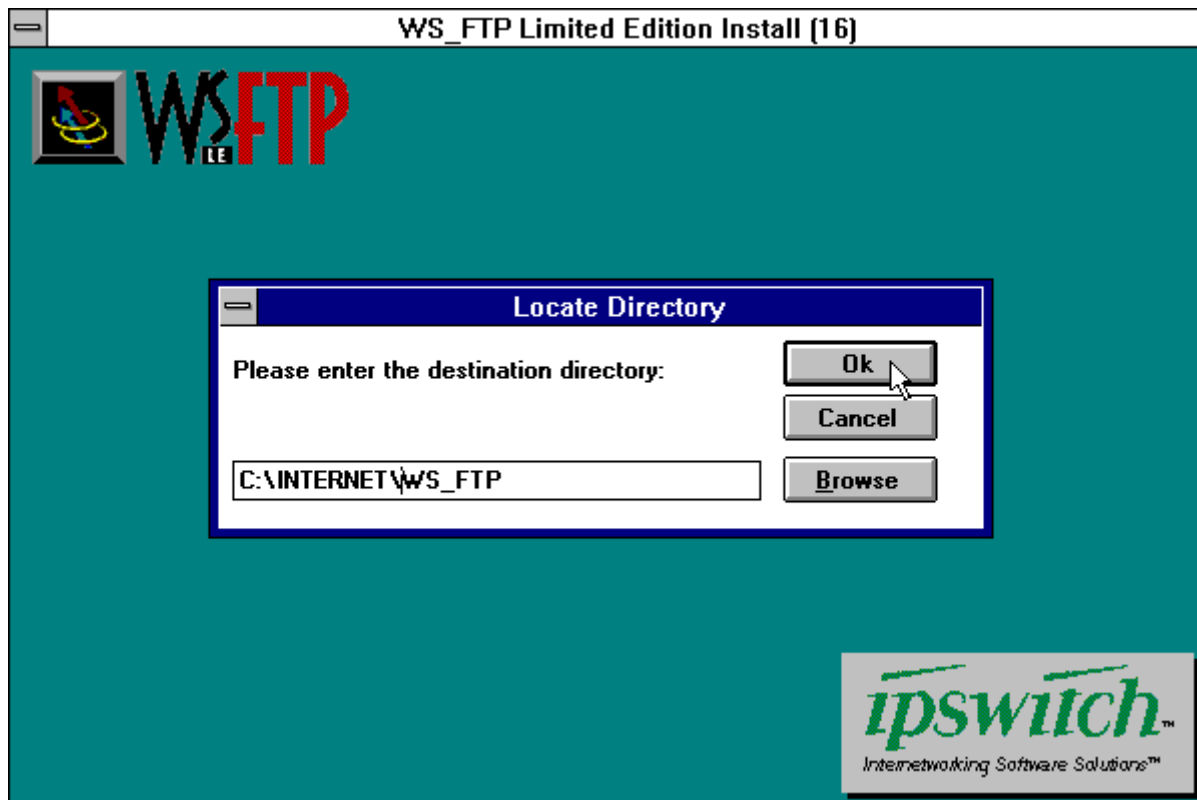 WS_FTP Limited Edition Install (16)
WS FTP
LE
Locate Directory
Please enter the destination directory:
Ok
Cancel
C:\INTERNET\WS_FTP
Browse
ipswitch™
Internetworking Software Solutions™